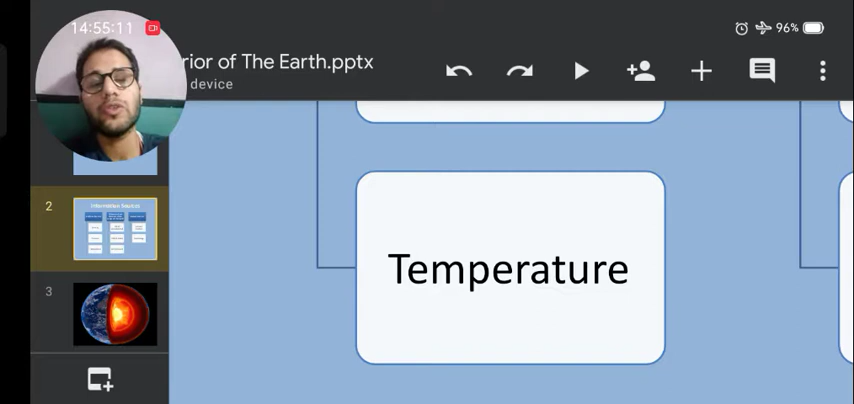 14:55:11
96%
rior of The Earth.pptx
device
2
Information Sources
Temperature
3